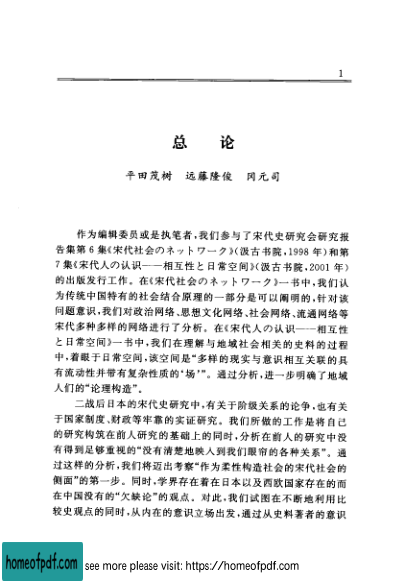 1
总 论
平田茂树 远藤隆俊 冈元司
作为编辑委员或是执笔者,我们参与了宋代史研究会研究报
告集第 6 集《宋代社会のネットワーク》(汲古书院,1998 年)和第
7 集《宋代人の认识——相互性と日常空间》(汲古书院,2001 年)
的出版发行工作。在《宋代社会のネットワーク》一书中,我们认
为传统中国特有的社会结合原理的一部分是可以阐明的,针对该
问题意识,我们对政治网络、思想文化网络、社会网络、流通网络等
宋代多种多样的网络进行了分析。在《宋代人の认识——相互性
と日常空间》一书中,我们在理解与地域社会相关的史料的过程
中,着眼于日常空间,该空间是“多样的现实与意识相互关联的具
有流动性并带有复杂性质的‘场’”。通过分析,进一步明确了地域
人们的“论理构造”。
二战后日本的宋代史研究中,有关于阶级关系的论争,也有关
于国家制度、财政等牢靠的实证研究。我们所做的工作是将自己
的研究构筑在前人研究的基础上的同时,分析在前人的研究中没
有得到足够重视的“没有清楚地映人到我们眼帘的各种关系”。通
过这样的分析,我们将迈出考察“作为柔性构造社会的宋代社会的
侧面”的第一步。同时,学界存着在日本以及西欧国家存在的而
在中国没有的“欠缺论”的观点。对此,我们试图在不断地利用比
较史观点的同时,从内在的意识立场出发,通过从史料著者的意识
homeofpdf.com
see more please visit: https://homeofpdf.com